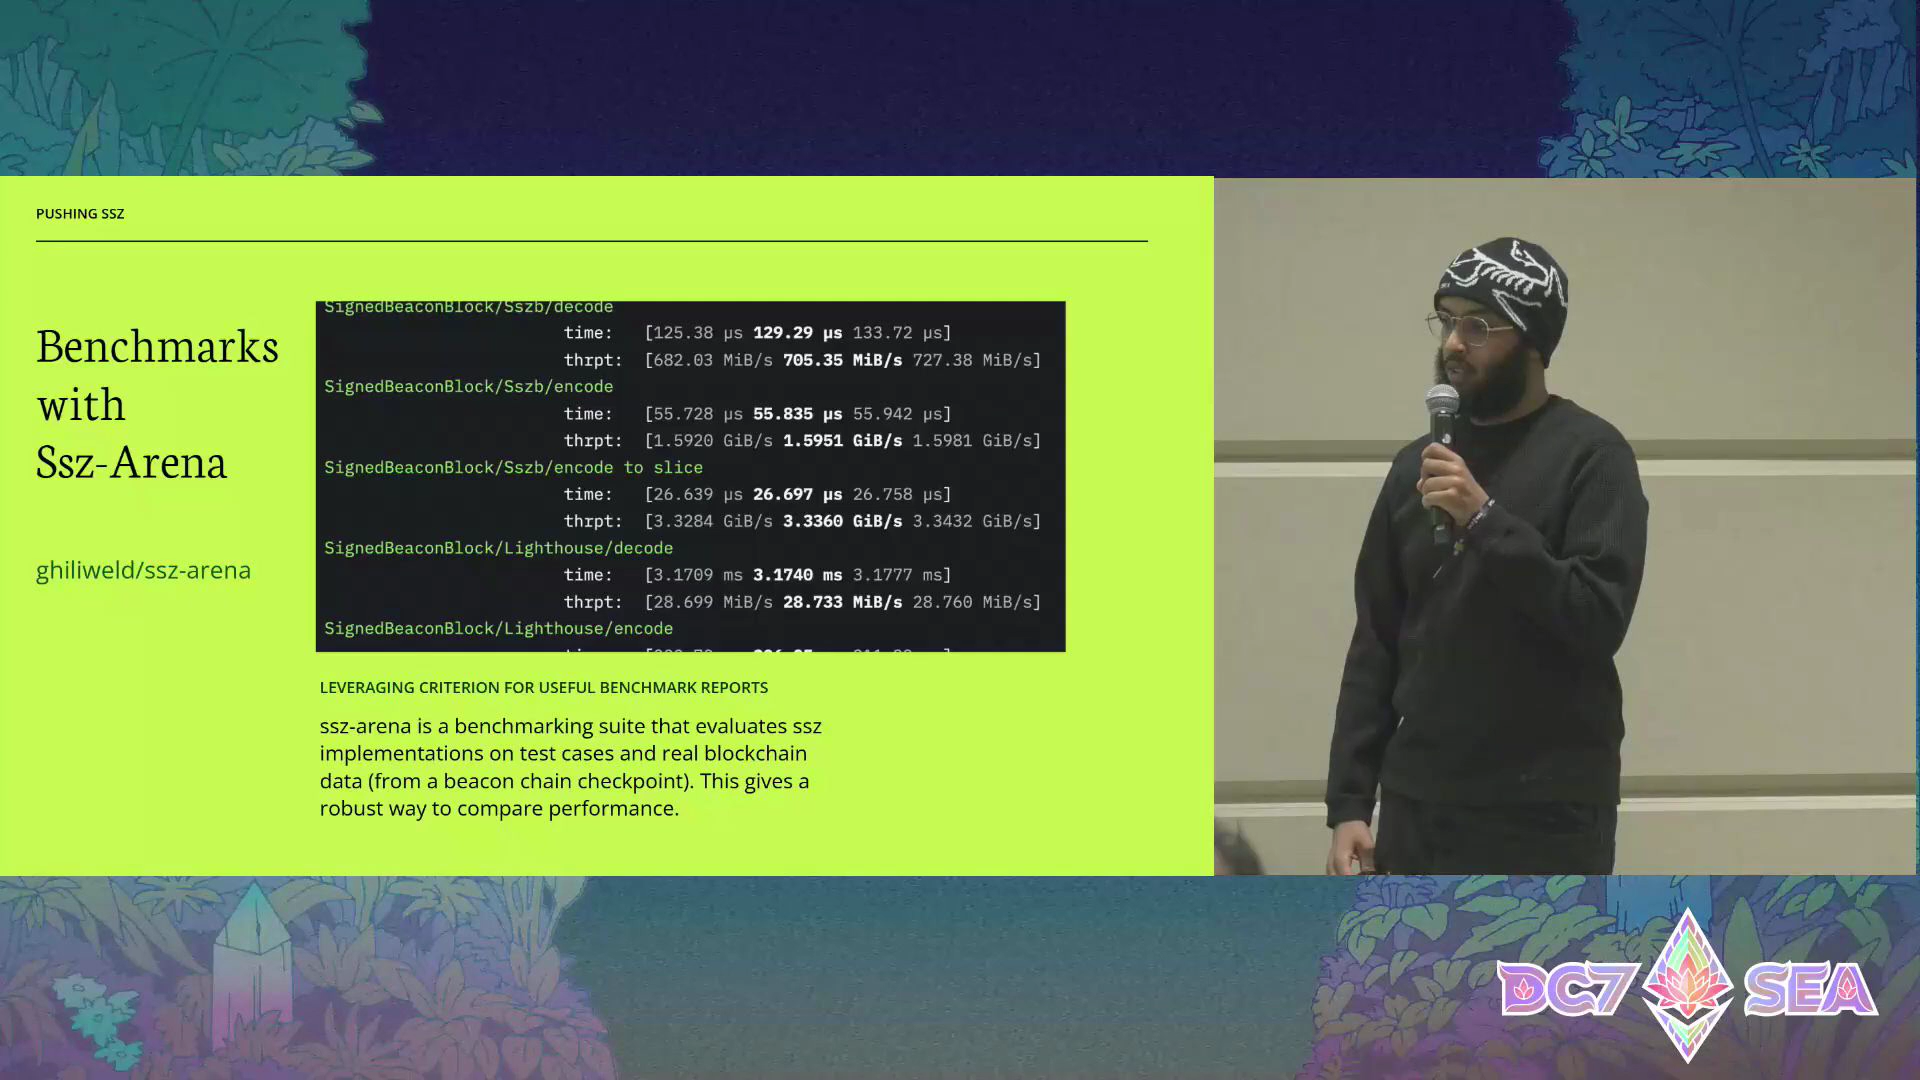 PUSHING SSZ
Benchmarks
with
Ssz-Arena
ghiliweld/ssz-arena
SignedBeaconBlock/Sszb/decode
time: [125.38 µs 129.29 µs 133.72 µs]
thrpt: [682.03 MiB/s 705.35 MiB/s 727.38 MiB/s]
SignedBeaconBlock/Sszb/encode
time: [55.728 µs 55.835 µs 55.942 µs]
thrpt: [1.5920 GiB/s 1.5951 GiB/s 1.5981 GiB/s]
SignedBeaconBlock/Sszb/encode to slice
time: [26.639 µs 26.697 µs 26.758 µs]
thrpt: [3.3284 GiB/s 3.3360 GiB/s 3.3432 GiB/s]
SignedBeaconBlock/Lighthouse/decode
time: [3.1709 ms 3.1740 ms 3.1777 ms]
thrpt: [28.699 MiB/s 28.733 MiB/s 28.760 MiB/s]
SignedBeaconBlock/Lighthouse/encode
LEVERAGING CRITERION FOR USEFUL BENCHMARK REPORTS
ssz-arena is a benchmarking suite that evaluates ssz
implementations on test cases and real blockchain
data (from a beacon chain checkpoint). This gives a
robust way to compare performance.
DC7 SEA